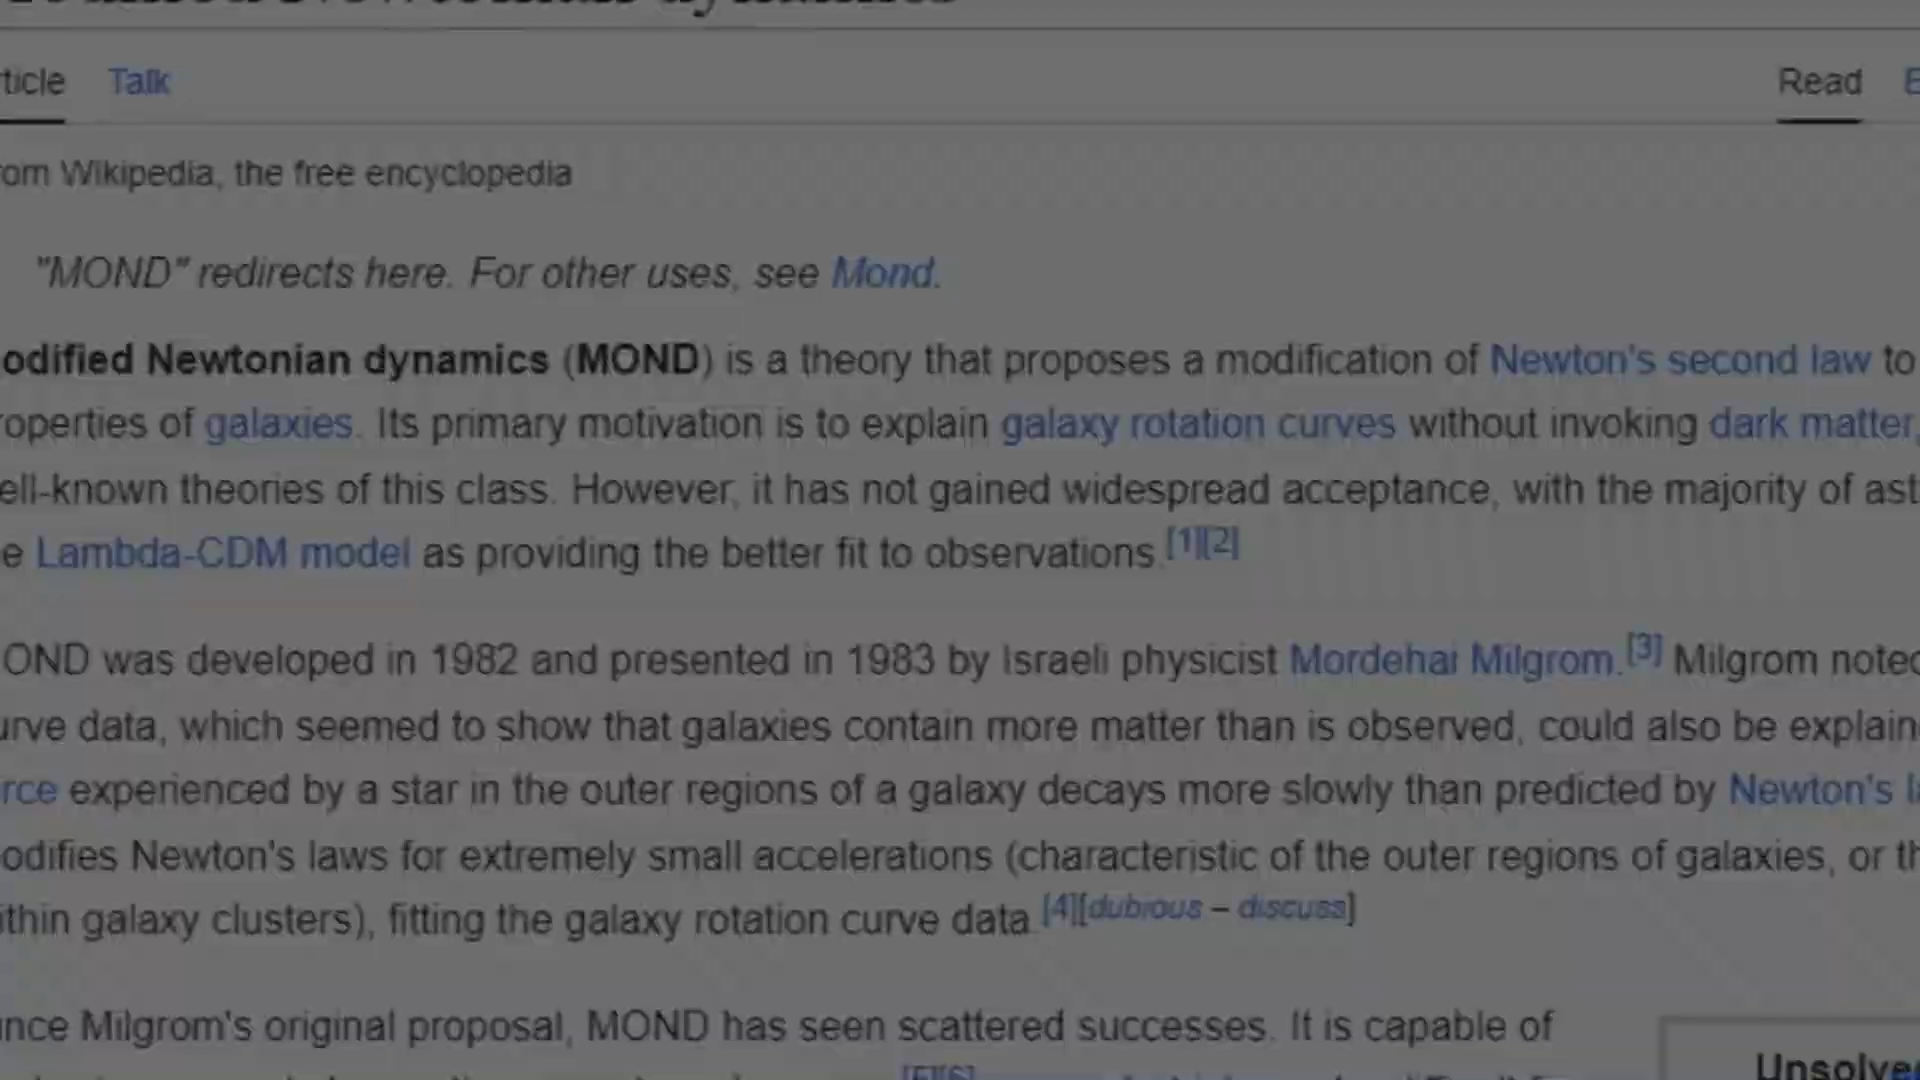 ticle Talk Read
om Wikipedia, the free encyclopedia
"MOND" redirects here. For other uses, see Mond.
odified Newtonian dynamics (MOND) is a theory that proposes a modification of Newton's second law to
roperties of galaxies. Its primary motivation is to explain galaxy rotation curves without invoking dark matter,
ell-known theories of this class. However, it has not gained widespread acceptance, with the majority of ast
e Lambda-CDM model as providing the better fit to observations.[1][2]
OND was developed in 1982 and presented in 1983 by Israeli physicist Mordehai Milgrom.[3] Milgrom noted
urve data, which seemed to show that galaxies contain more matter than is observed, could also be explain
rce experienced by a star in the outer regions of a galaxy decays more slowly than predicted by Newton's la
odifies Newton's laws for extremely small accelerations (characteristic of the outer regions of galaxies, or th
ithin galaxy clusters), fitting the galaxy rotation curve data.[4][dubious – discuss]
nce Milgrom's original proposal, MOND has seen scattered successes. It is capable of
[5][6]
Unsolved